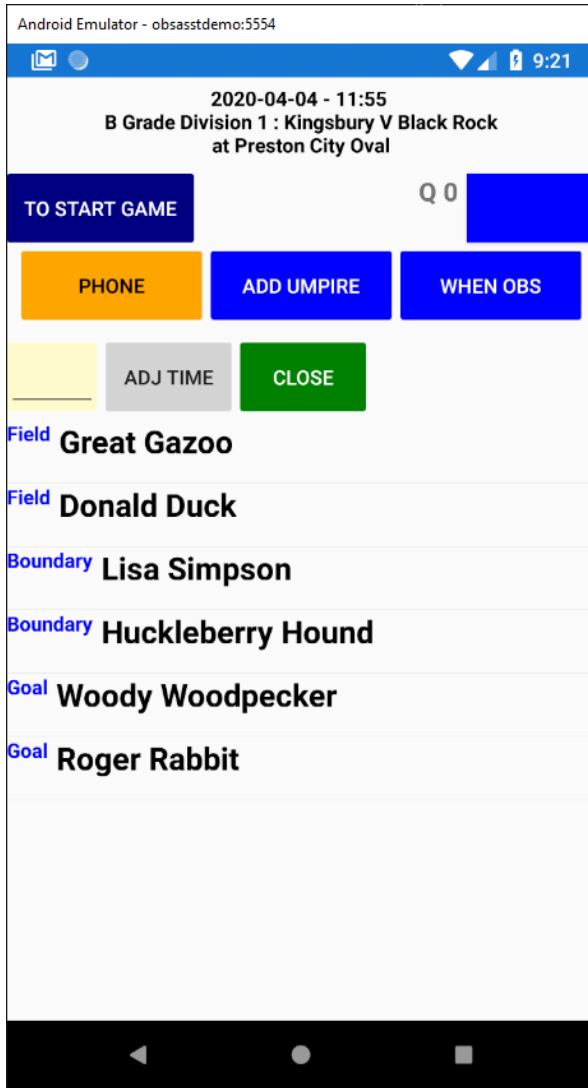 Android Emulator - obsasstdemo:5554
9:21
2020-04-04 - 11:55
B Grade Division 1 : Kingsbury V Black Rock
at Preston City Oval
TO START GAME
Q 0
PHONE
ADD UMPIRE
WHEN OBS
ADJ TIME
CLOSE
Field Great Gazoo
Field Donald Duck
Boundary Lisa Simpson
Boundary Huckleberry Hound
Goal Woody Woodpecker
Goal Roger Rabbit